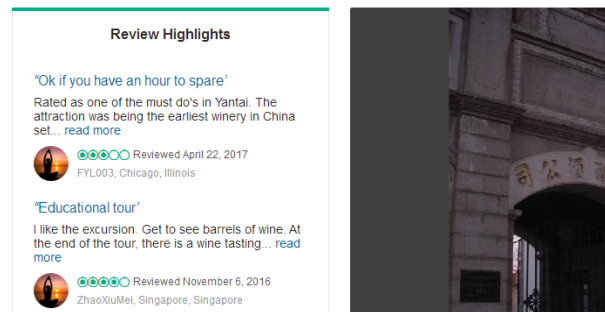 Review Highlights
“Ok if you have an hour to spare’
Rated as one of the must do's in Yantai. The
attraction was being the earliest winery in China
set... read more
Reviewed April 22, 2017
FYL003, Chicago, Illinois
“Educational tour’
I like the excursion. Get to see barrels of wine. At
the end of the tour, there is a wine tasting... read
more
Reviewed November 6, 2016
ZhaoXiuMei, Singapore, Singapore
司公